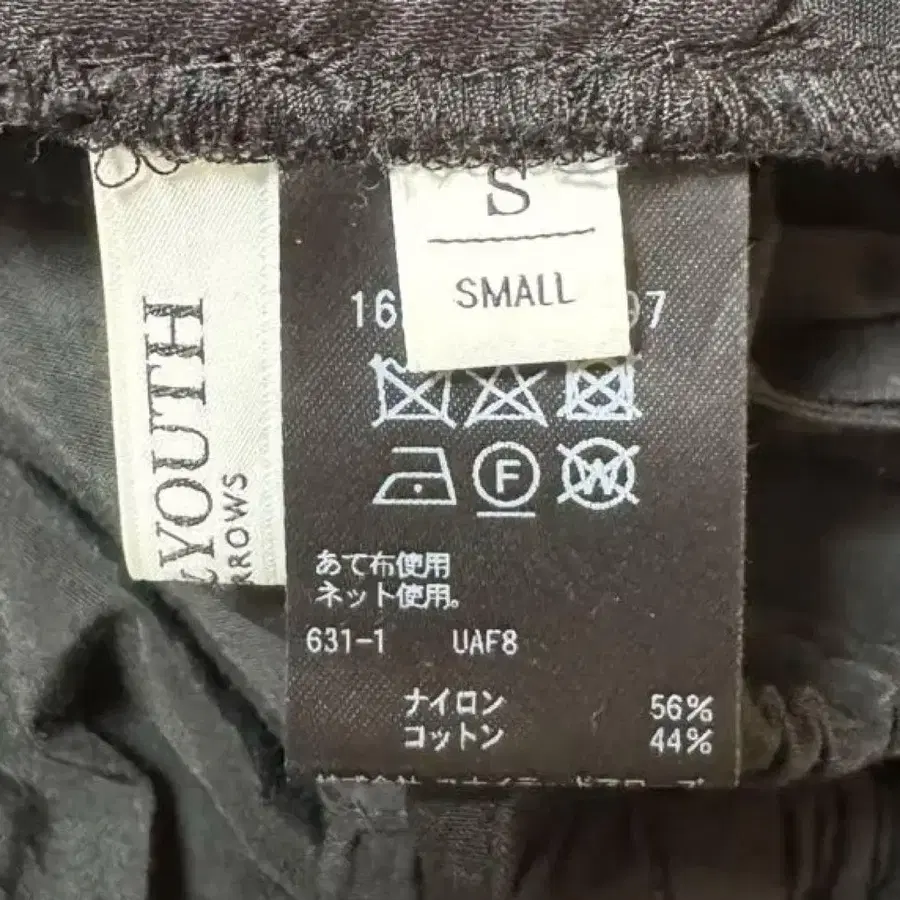 YOUTH
RROWS
S
SMALL
16
97
F
W
あて布使用
ネット使用。
631-1 UAF8
ナイロン 56%
コットン 44%